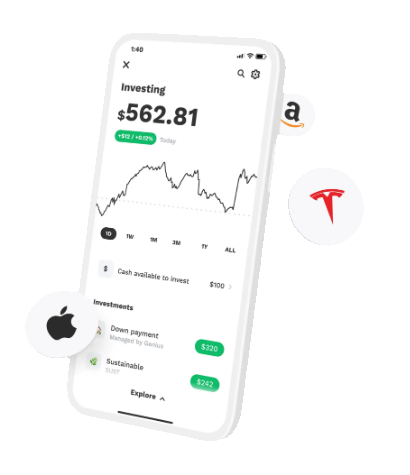 1:40
Investing
$562.81
+$12 / +0.12% Today
1D 1W 1M 3M 1Y ALL
$ Cash available to invest $100
Investments
Down payment
Managed by Genius
$320
Sustainable
$242
Explore
a